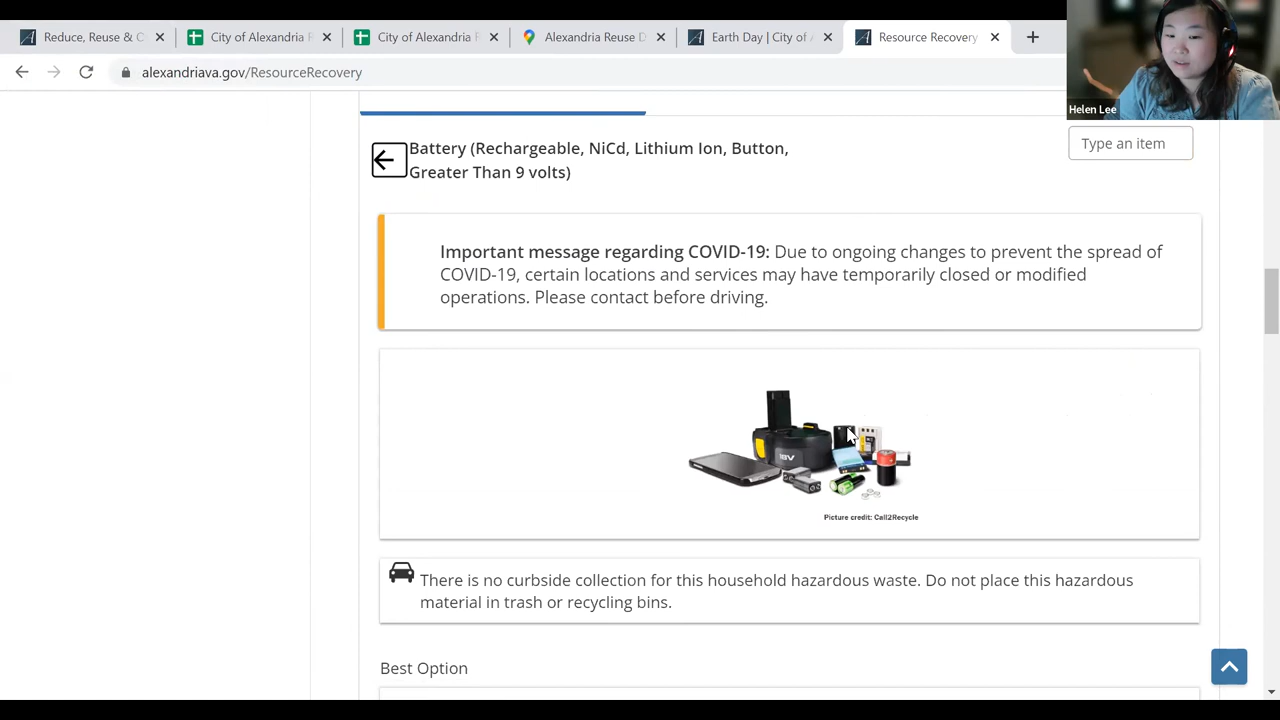 Reduce, Reuse & C
City of Alexandria R
City of Alexandria F
Alexandria Reuse D
Earth Day | City of A
Resource Recovery
alexandriava.gov/ResourceRecovery
Helen Lee
Battery (Rechargeable, NiCd, Lithium Ion, Button,
Greater Than 9 volts)
Type an item
Important message regarding COVID-19: Due to ongoing changes to prevent the spread of
COVID-19, certain locations and services may have temporarily closed or modified
operations. Please contact before driving.
18V
Picture credit: Call2Recycle
There is no curbside collection for this household hazardous waste. Do not place this hazardous
material in trash or recycling bins.
Best Option